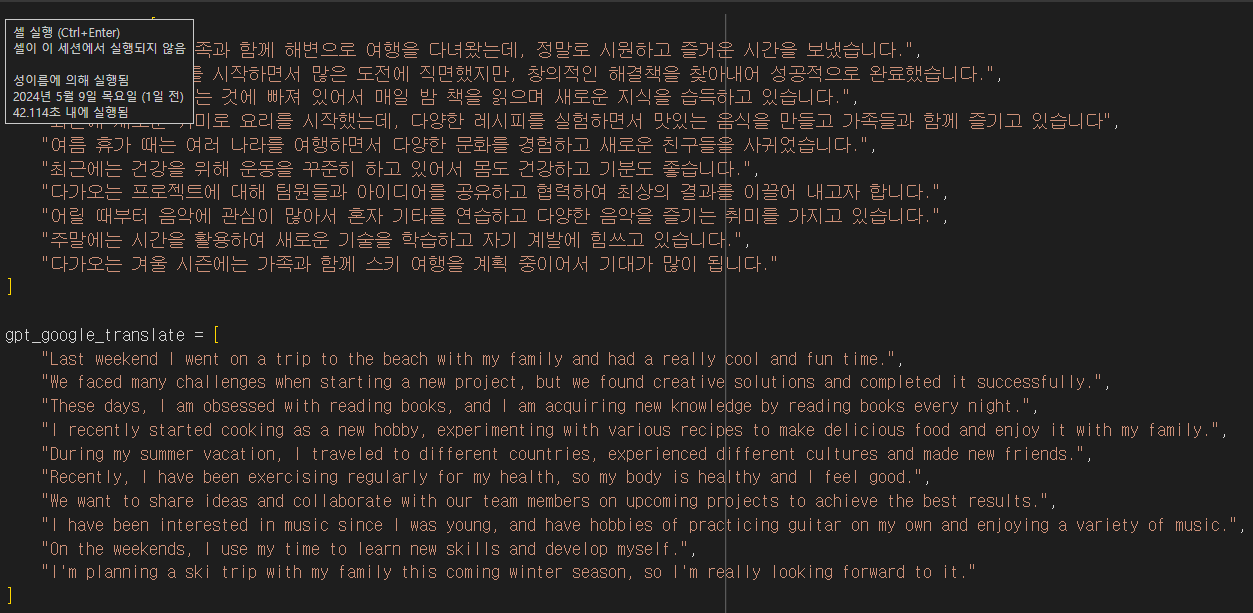 셀 실행 (Ctrl+Enter)
셀이 이 세션에서 실행되지 않음
성이름에 의해 실행됨
2024년 5월 9일 목요일 (1일 전)
42.114초 내에 실행됨
[
족과 함께 해변으로 여행을 다녀왔는데, 정말로 시원하고 즐거운 시간을 보냈습니다.",
를 시작하면서 많은 도전에 직면했지만, 창의적인 해결책을 찾아내어 성공적으로 완료했습니다.",
는 것에 빠져 있어서 매일 밤 책을 읽으며 새로운 지식을 습득하고 있습니다.",
요리를 시작했는데, 다양한 레시피를 실험하면서 맛있는 음식을 만들고 가족들과 함께 즐기고 있습니다",
"여름 휴가 때는 여러 나라를 여행하면서 다양한 문화를 경험하고 새로운 친구들을 사귀었습니다.",
"최근에는 건강을 위해 운동을 꾸준히 하고 있어서 몸도 건강하고 기분도 좋습니다.",
"다가오는 프로젝트에 대해 팀원들과 아이디어를 공유하고 협력하여 최상의 결과를 이끌어 내고자 합니다.",
"어릴 때부터 음악에 관심이 많아서 혼자 기타를 연습하고 다양한 음악을 즐기는 취미를 가지고 있습니다.",
"주말에는 시간을 활용하여 새로운 기술을 학습하고 자기 계발에 힘쓰고 있습니다.",
"다가오는 겨울 시즌에는 가족과 함께 스키 여행을 계획 중이어서 기대가 많이 됩니다."
]
gpt_google_translate = [
"Last weekend I went on a trip to the beach with my family and had a really cool and fun time.",
"We faced many challenges when starting a new project, but we found creative solutions and completed it successfully.",
"These days, I am obsessed with reading books, and I am acquiring new knowledge by reading books every night.",
"I recently started cooking as a new hobby, experimenting with various recipes to make delicious food and enjoy it with my family.",
"During my summer vacation, I traveled to different countries, experienced different cultures and made new friends.",
"Recently, I have been exercising regularly for my health, so my body is healthy and I feel good.",
"We want to share ideas and collaborate with our team members on upcoming projects to achieve the best results.",
"I have been interested in music since I was young, and have hobbies of practicing guitar on my own and enjoying a variety of music.",
"On the weekends, I use my time to learn new skills and develop myself.",
"I'm planning a ski trip with my family this coming winter season, so I'm really looking forward to it."
]